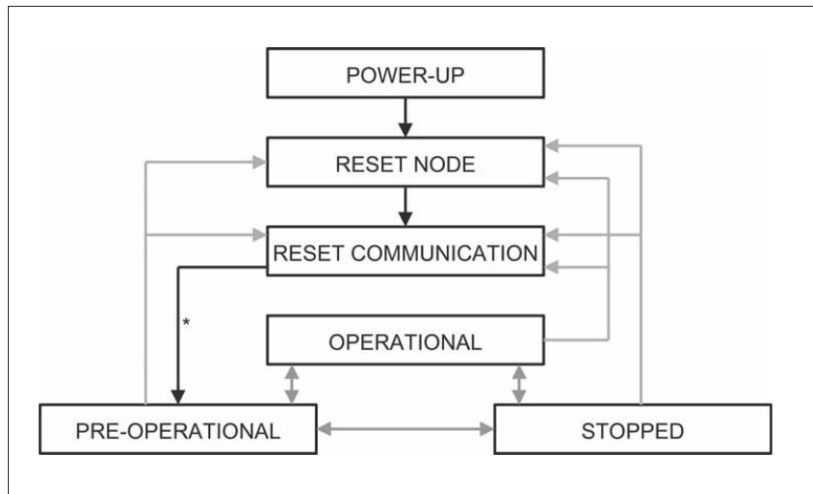 POWER-UP
RESET NODE
RESET COMMUNICATION
*
OPERATIONAL
PRE-OPERATIONAL
STOPPED